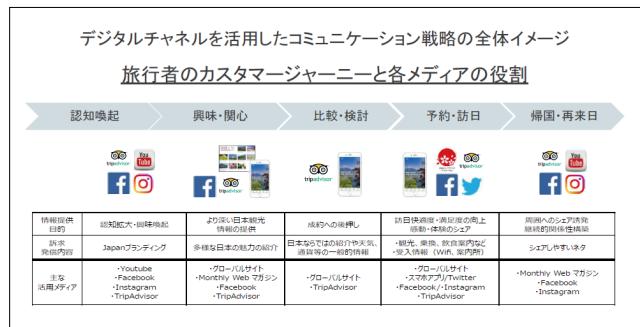 デジタルチャネルを活用したコミュニケーション戦略の全体イメージ
旅行者のカスタマージャーニーと各メディアの役割
認知喚起
興味・関心
比較・検討
予約・訪日
帰国・再来日
tripadvisor
You Tube
tripadvisor
tripadvisor
tripadvisor
tripadvisor
You Tube
情報提供
目的
認知拡大・興味喚起
より深い日本観光
情報の提供
成約への後押し
訪日快適度・満足度の向上
感動・体験のシェア
周囲へのシェア誘発
継続的関係性構築
訴求
発信内容
Japanブランディング
多様な日本の魅力の紹介
日本ならではの紹介や天気、
通貨等の一般的情報
・観光、乗換、飲食案内など
・受入情報（Wifi、案内所）
シェアしやすいネタ
主な
活用メディア
・Youtube
・Facebook
・Instagram
・TripAdvisor
・グローバルサイト
・Monthly Web マガジン
・Facebook
・TripAdvisor
・グローバルサイト
・TripAdvisor
・グローバルサイト
・スマホアプリ/Twitter
・Facebook/・Instagram
・TripAdvisor
・Monthly Web マガジン
・Facebook
・Instagram